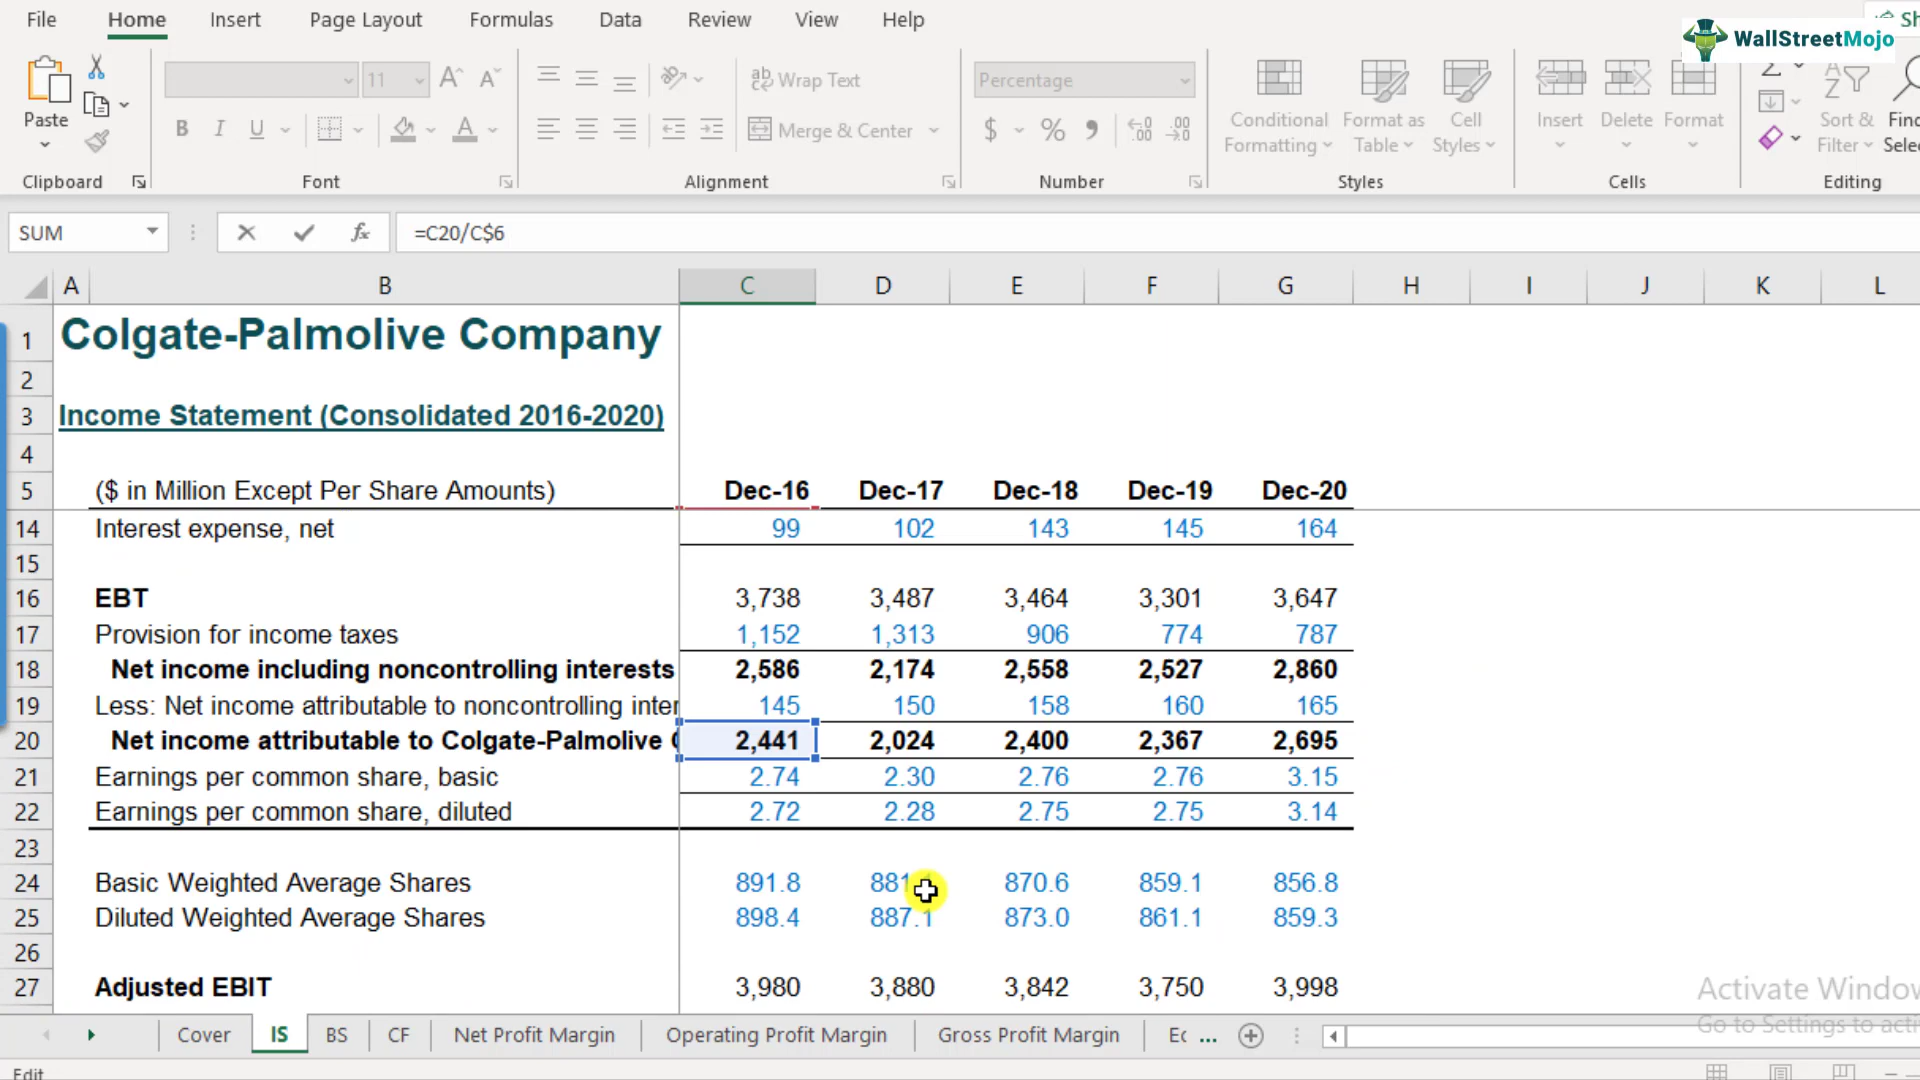 File Home Insert Page Layout Formulas Data Review View Help Sh
WallStreetMojo
11
Percentage
Paste
B I U
ab Wrap Text
Merge & Center
$ % 9
Conditional Formatting
Format as Table
Cell Styles
Insert
Delete
Format
Sort & Filter
Find
Selec
Clipboard Font Alignment Number Styles Cells Editing
SUM fx =C20/C$6
A B C D E F G H I J K L
1 Colgate-Palmolive Company
2
3 Income Statement (Consolidated 2016-2020)
4
5 ($ in Million Except Per Share Amounts) Dec-16 Dec-17 Dec-18 Dec-19 Dec-20
14 Interest expense, net 99 102 143 145 164
15
16 EBT 3,738 3,487 3,464 3,301 3,647
17 Provision for income taxes 1,152 1,313 906 774 787
18 Net income including noncontrolling interests 2,586 2,174 2,558 2,527 2,860
19 Less: Net income attributable to noncontrolling inter 145 150 158 160 165
20 Net income attributable to Colgate-Palmolive C 2,441 2,024 2,400 2,367 2,695
21 Earnings per common share, basic 2.74 2.30 2.76 2.76 3.15
22 Earnings per common share, diluted 2.72 2.28 2.75 2.75 3.14
23
24 Basic Weighted Average Shares 891.8 881 870.6 859.1 856.8
25 Diluted Weighted Average Shares 898.4 887.1 873.0 861.1 859.3
26
27 Adjusted EBIT 3,980 3,880 3,842 3,750 3,998
Activate Window
Go to Settings to acti
Cover IS BS CF Net Profit Margin Operating Profit Margin Gross Profit Margin Ec ...
Edit